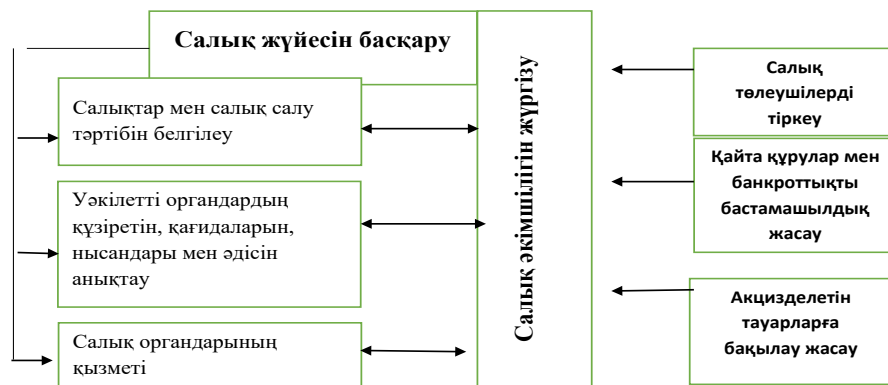 Салық жүйесін басқару
Салықтар мен салық салу
тәртібін белгілеу
Уәкілетті органдардың
құзіретін, қағидаларын,
нысандары мен әдісін
анықтау
Салық органдарының
қызметі
Салық әкімшілігін жүргізу
Салық
төлеушілерді
тіркеу
Қайта құрулар мен
банкроттықты
бастамашылдық
жасау
Акцизделетін
тауарларға
бақылау жасау